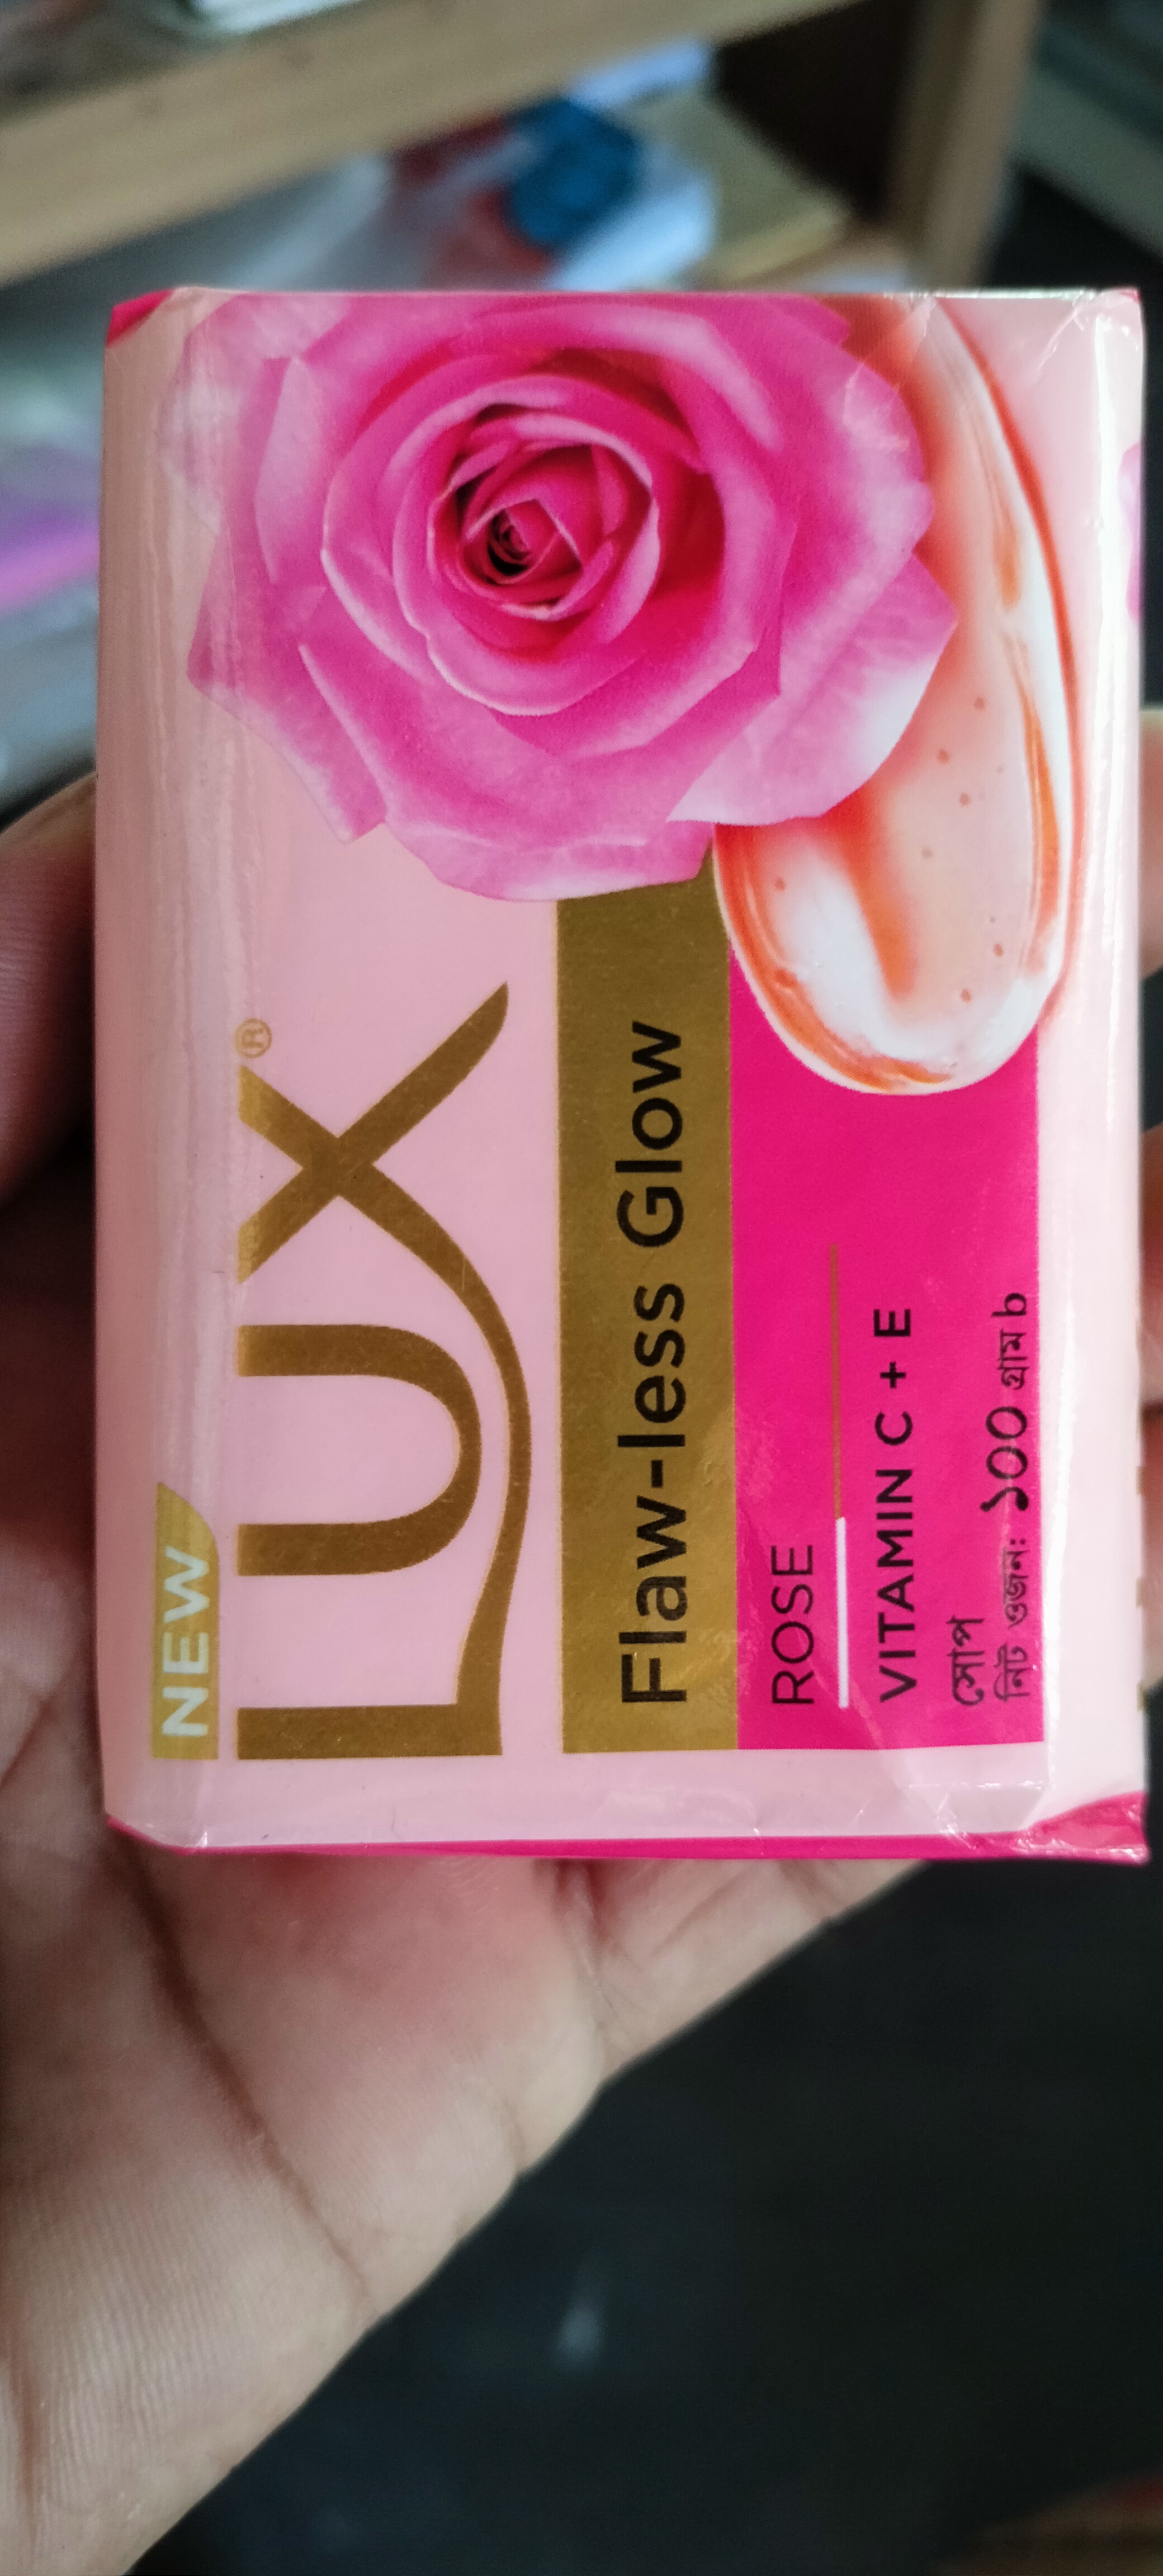 NEW
LUX®
Flaw-less Glow
ROSE
VITAMIN C + E
সোপ
নিট ওজন: ১০০ গ্রাম b